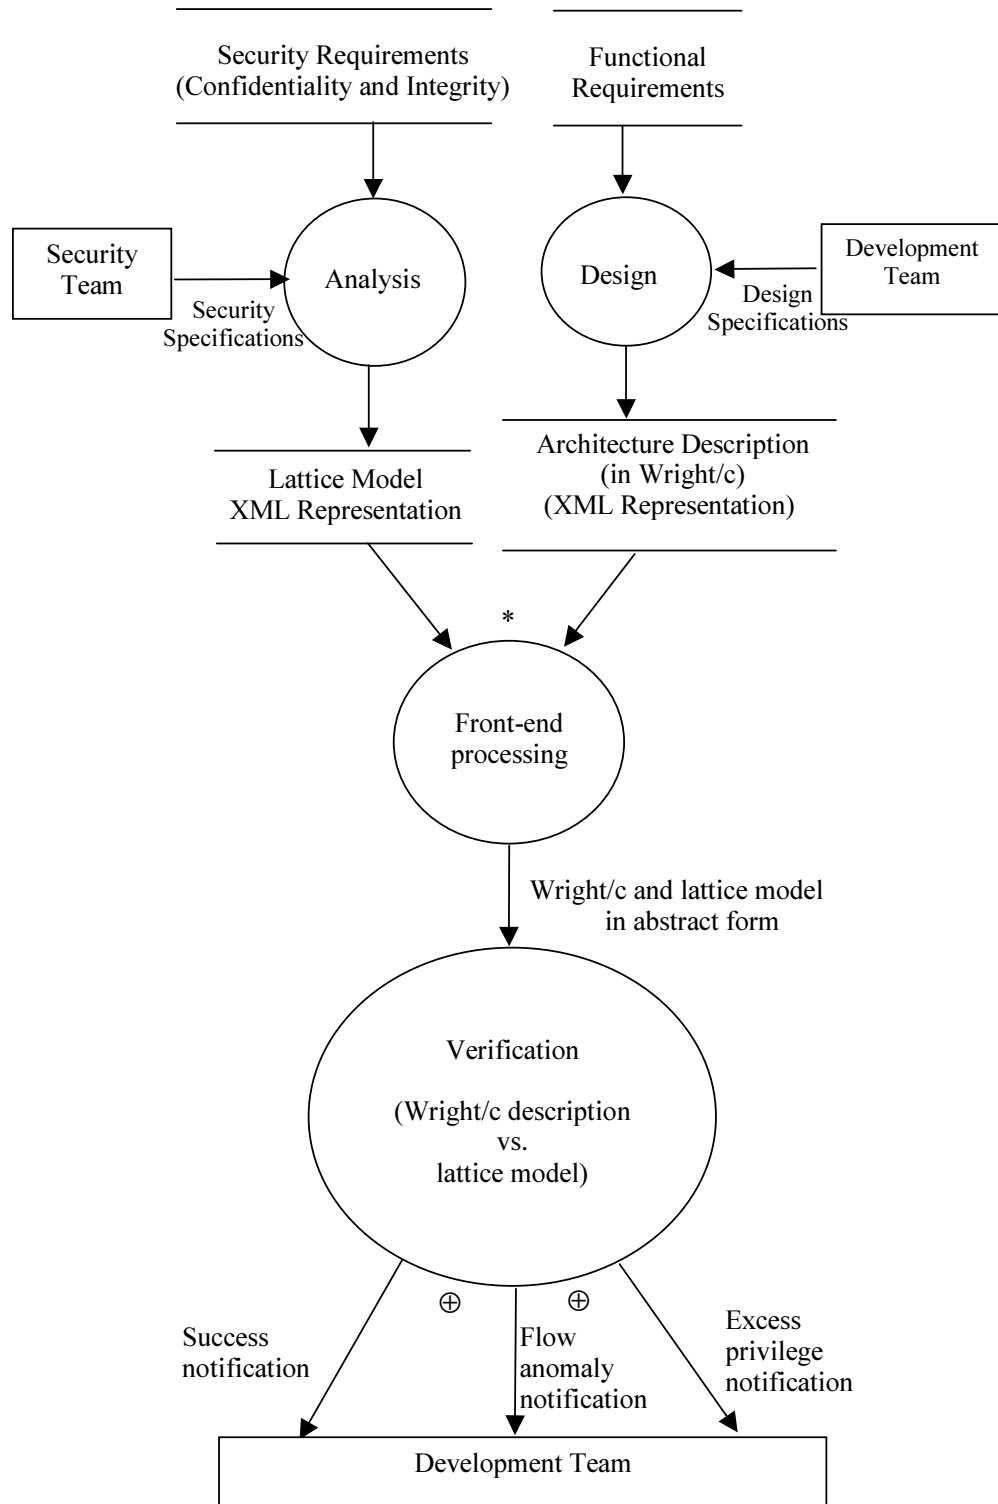 Security Requirements
(Confidentiality and Integrity)
Functional
Requirements
Security
Team
Security
Specifications
Analysis
Design
Design
Specifications
Development
Team
Lattice Model
XML Representation
Architecture Description
(in Wright/c)
(XML Representation)
*
Front-end
processing
Wright/c and lattice model
in abstract form
Verification
(Wright/c description
vs.
lattice model)
⊕
⊕
Success
notification
Flow
anomaly
notification
Excess
privilege
notification
Development Team